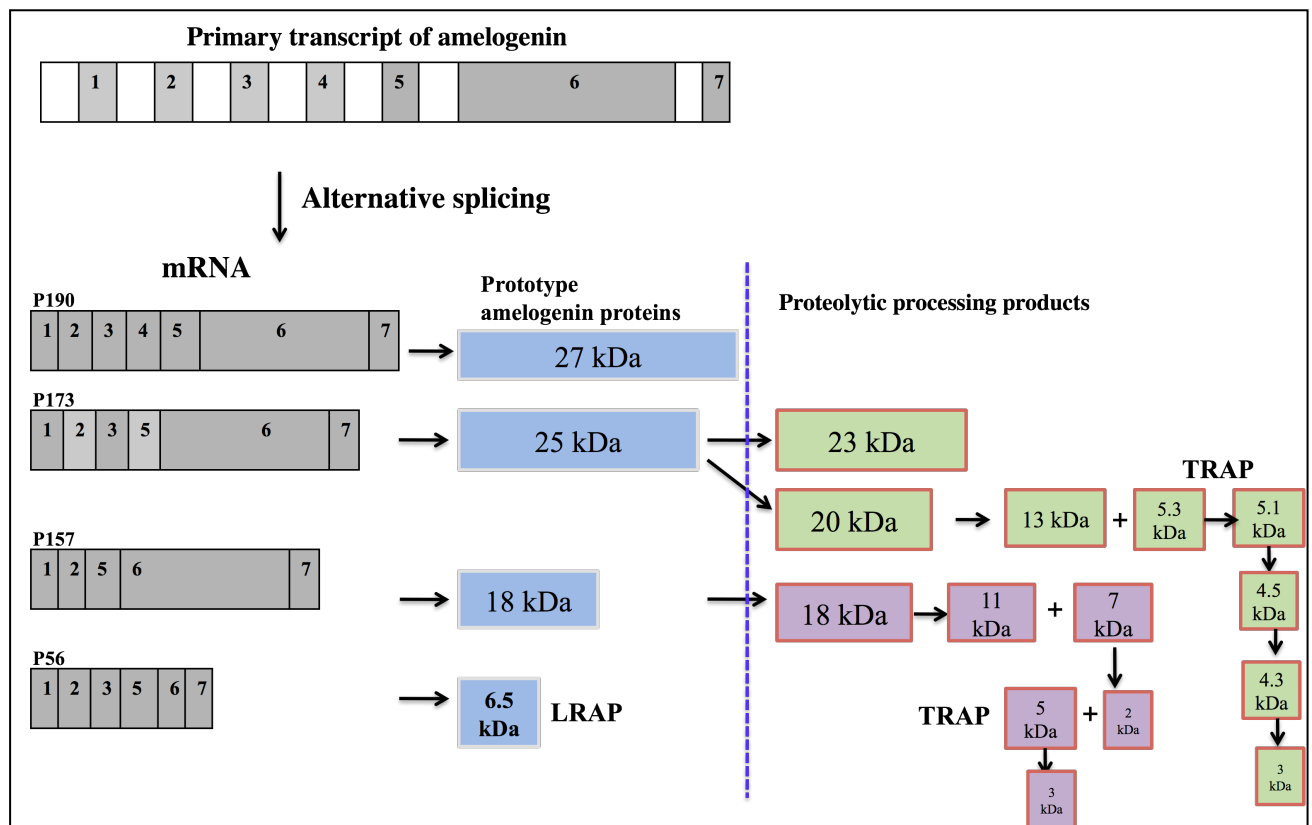 Primary transcript of amelogenin
1 2 3 4 5 6 7
Alternative splicing
mRNA
Prototype
amelogenin proteins
Proteolytic processing products
P190
1 2 3 4 5 6 7
27 kDa
P173
1 2 3 5 6 7
25 kDa
23 kDa
TRAP
20 kDa
13 kDa
+
5.3
kDa
5.1
kDa
P157
1 2 5 6 7
18 kDa
18 kDa
11
kDa
+
7
kDa
4.5
kDa
P56
1 2 3 5 6 7
6.5
kDa
LRAP
TRAP
5
kDa
+
2
kDa
4.3
kDa
3
kDa
3
kDa